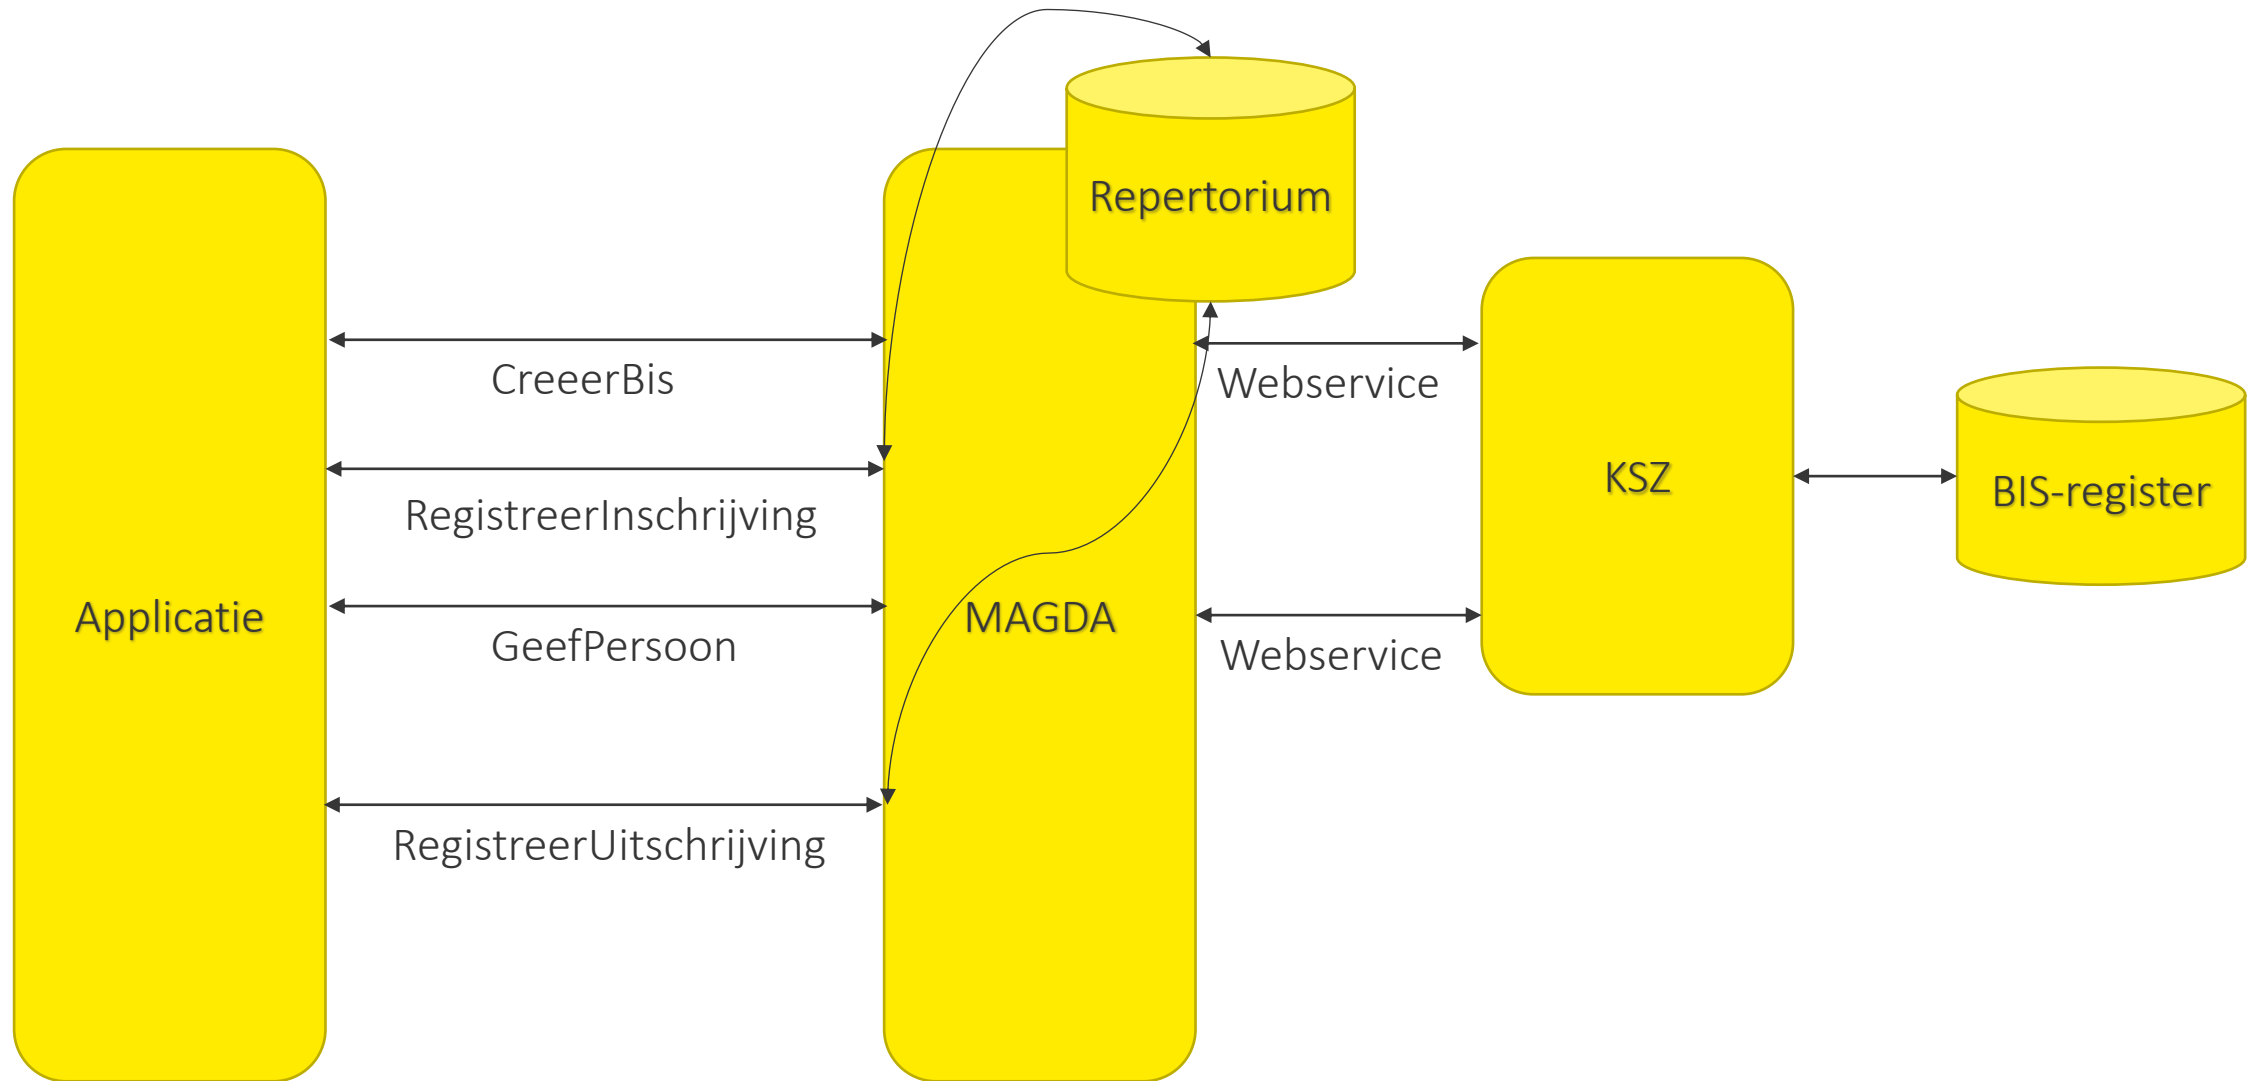 Repertorium
CreeerBis
Webservice
KSZ
BIS-register
RegistreerInschrijving
Applicatie
MAGDA
GeefPersoon
Webservice
RegistreerUitschrijving